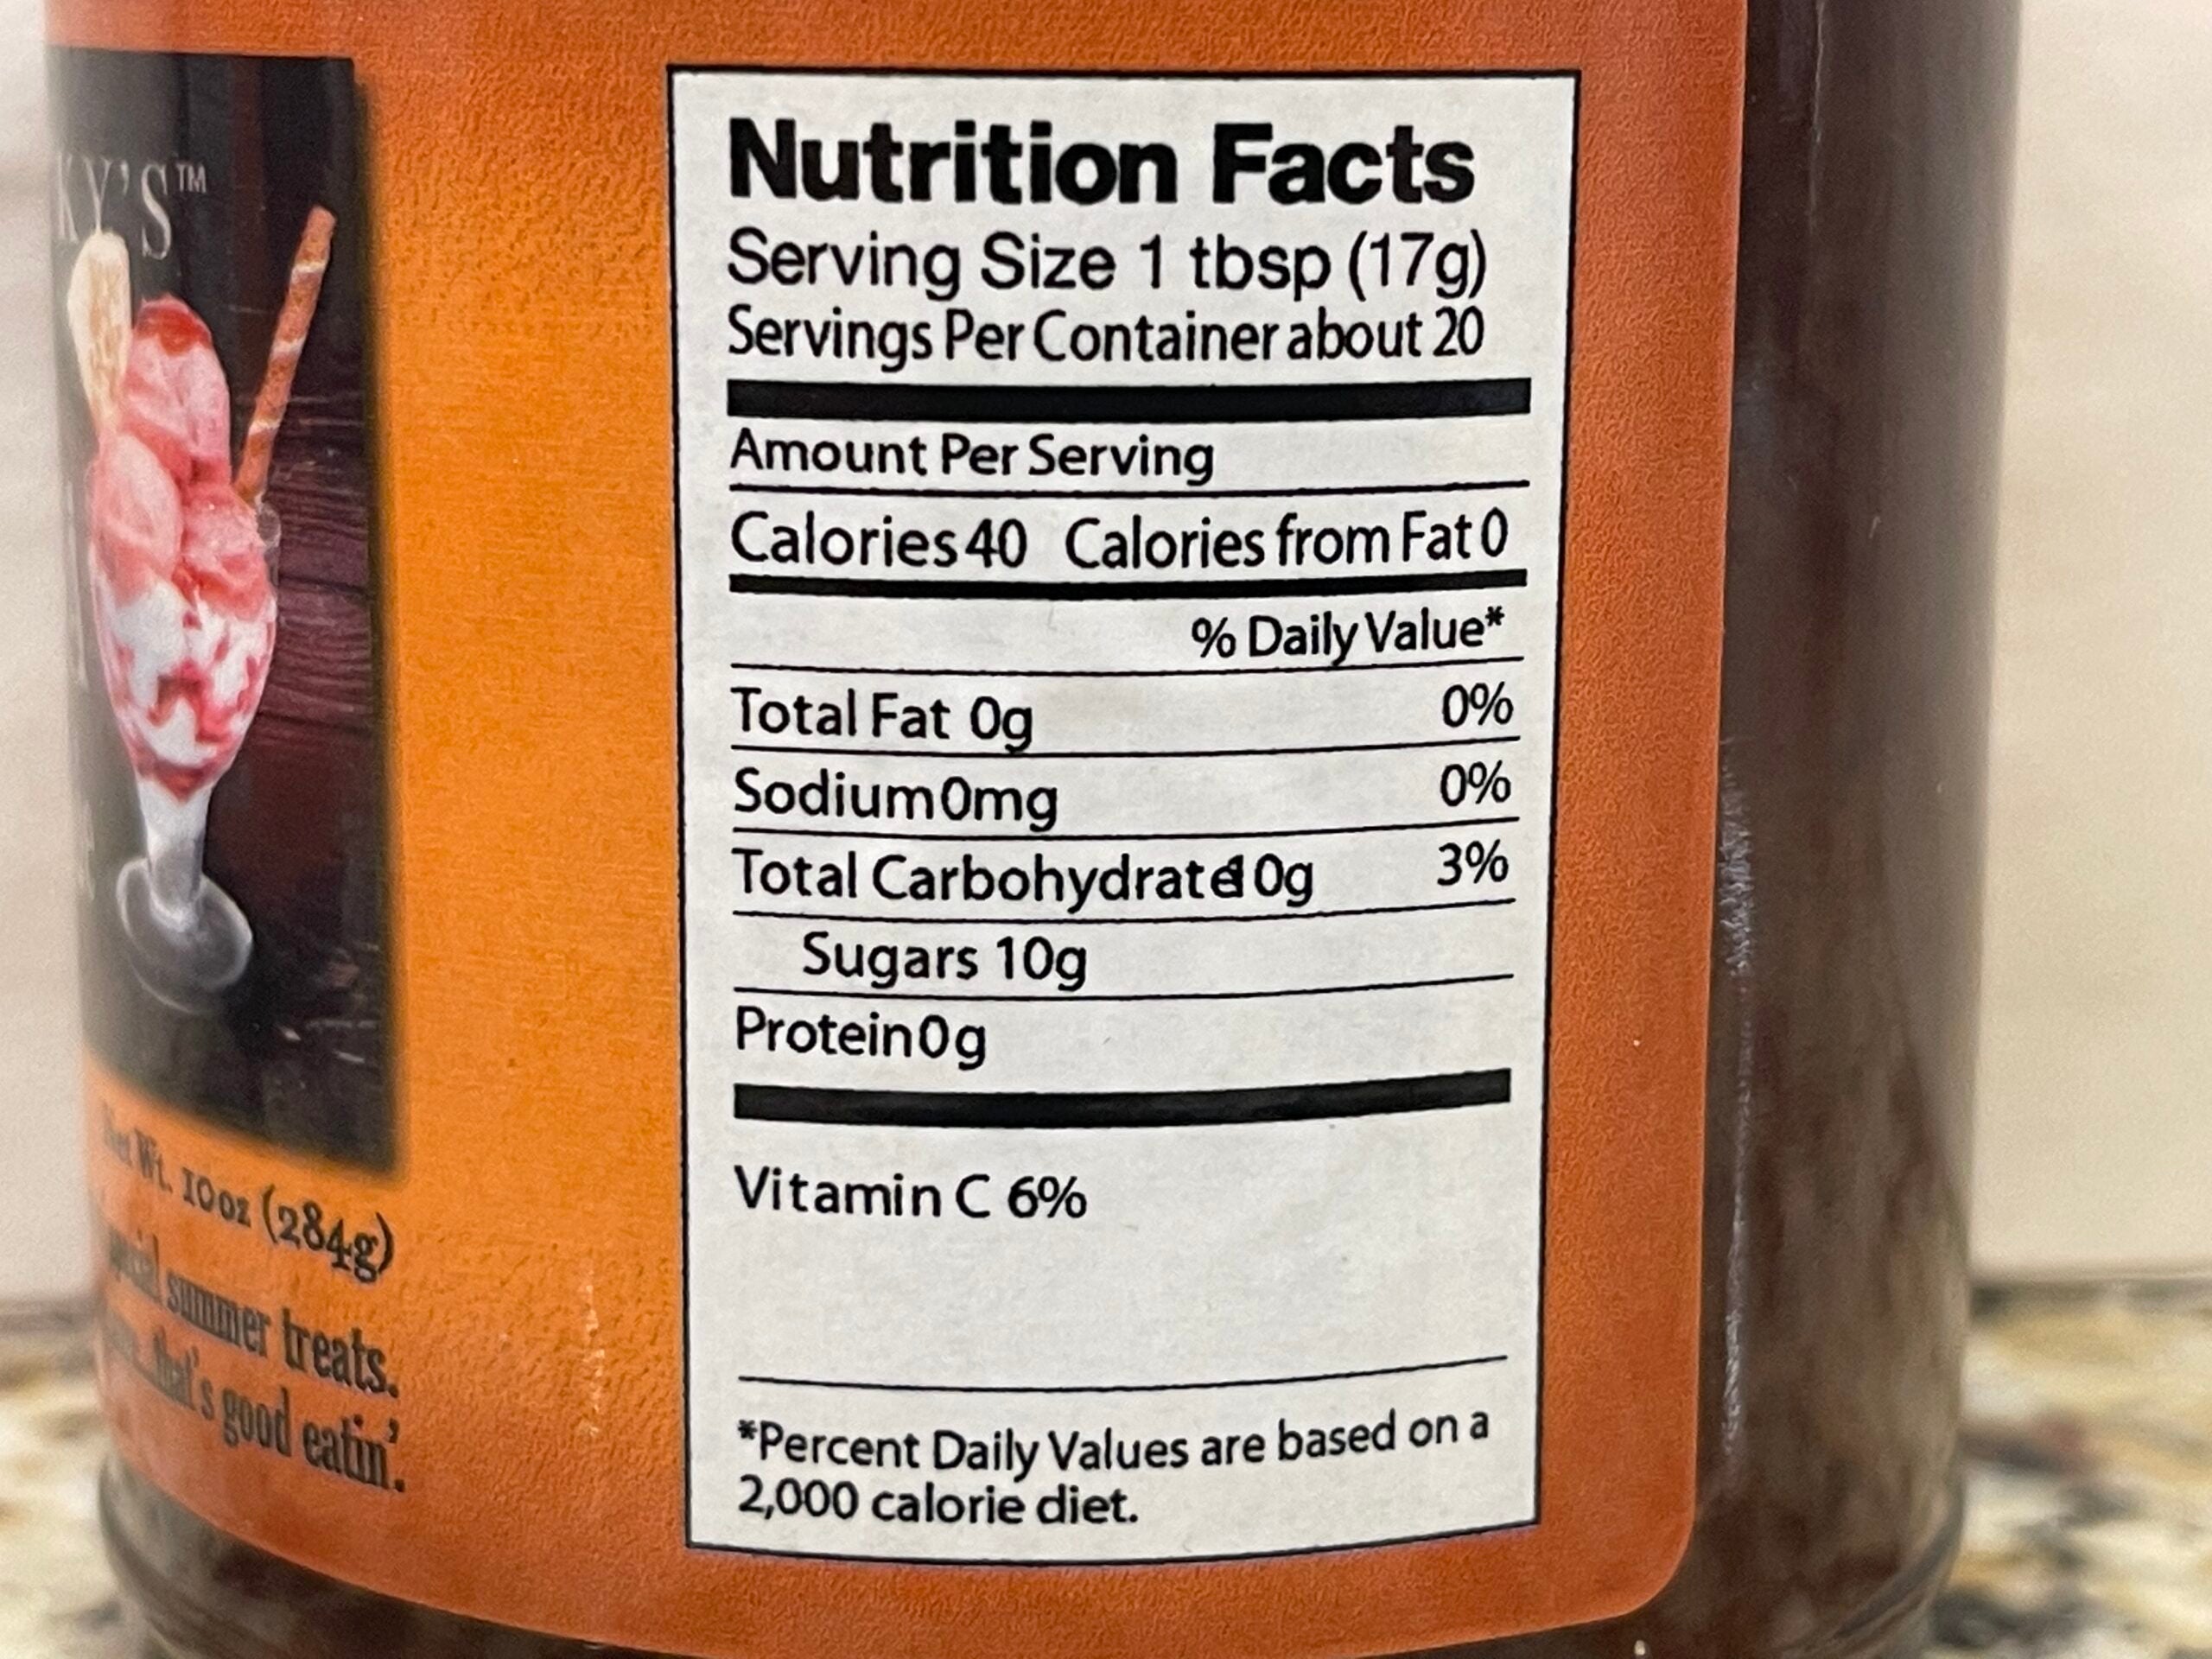 KY'S™
Wt. 10 oz (284g)
summer treats.
that's good eatin'.
Nutrition Facts
Serving Size 1 tbsp (17g)
Servings Per Container about 20
Amount Per Serving
Calories 40 Calories from Fat 0
% Daily Value*
Total Fat 0g 0%
Sodium 0mg 0%
Total Carbohydrate 10g 3%
Sugars 10g
Protein 0g
Vitamin C 6%
*Percent Daily Values are based on a
2,000 calorie diet.